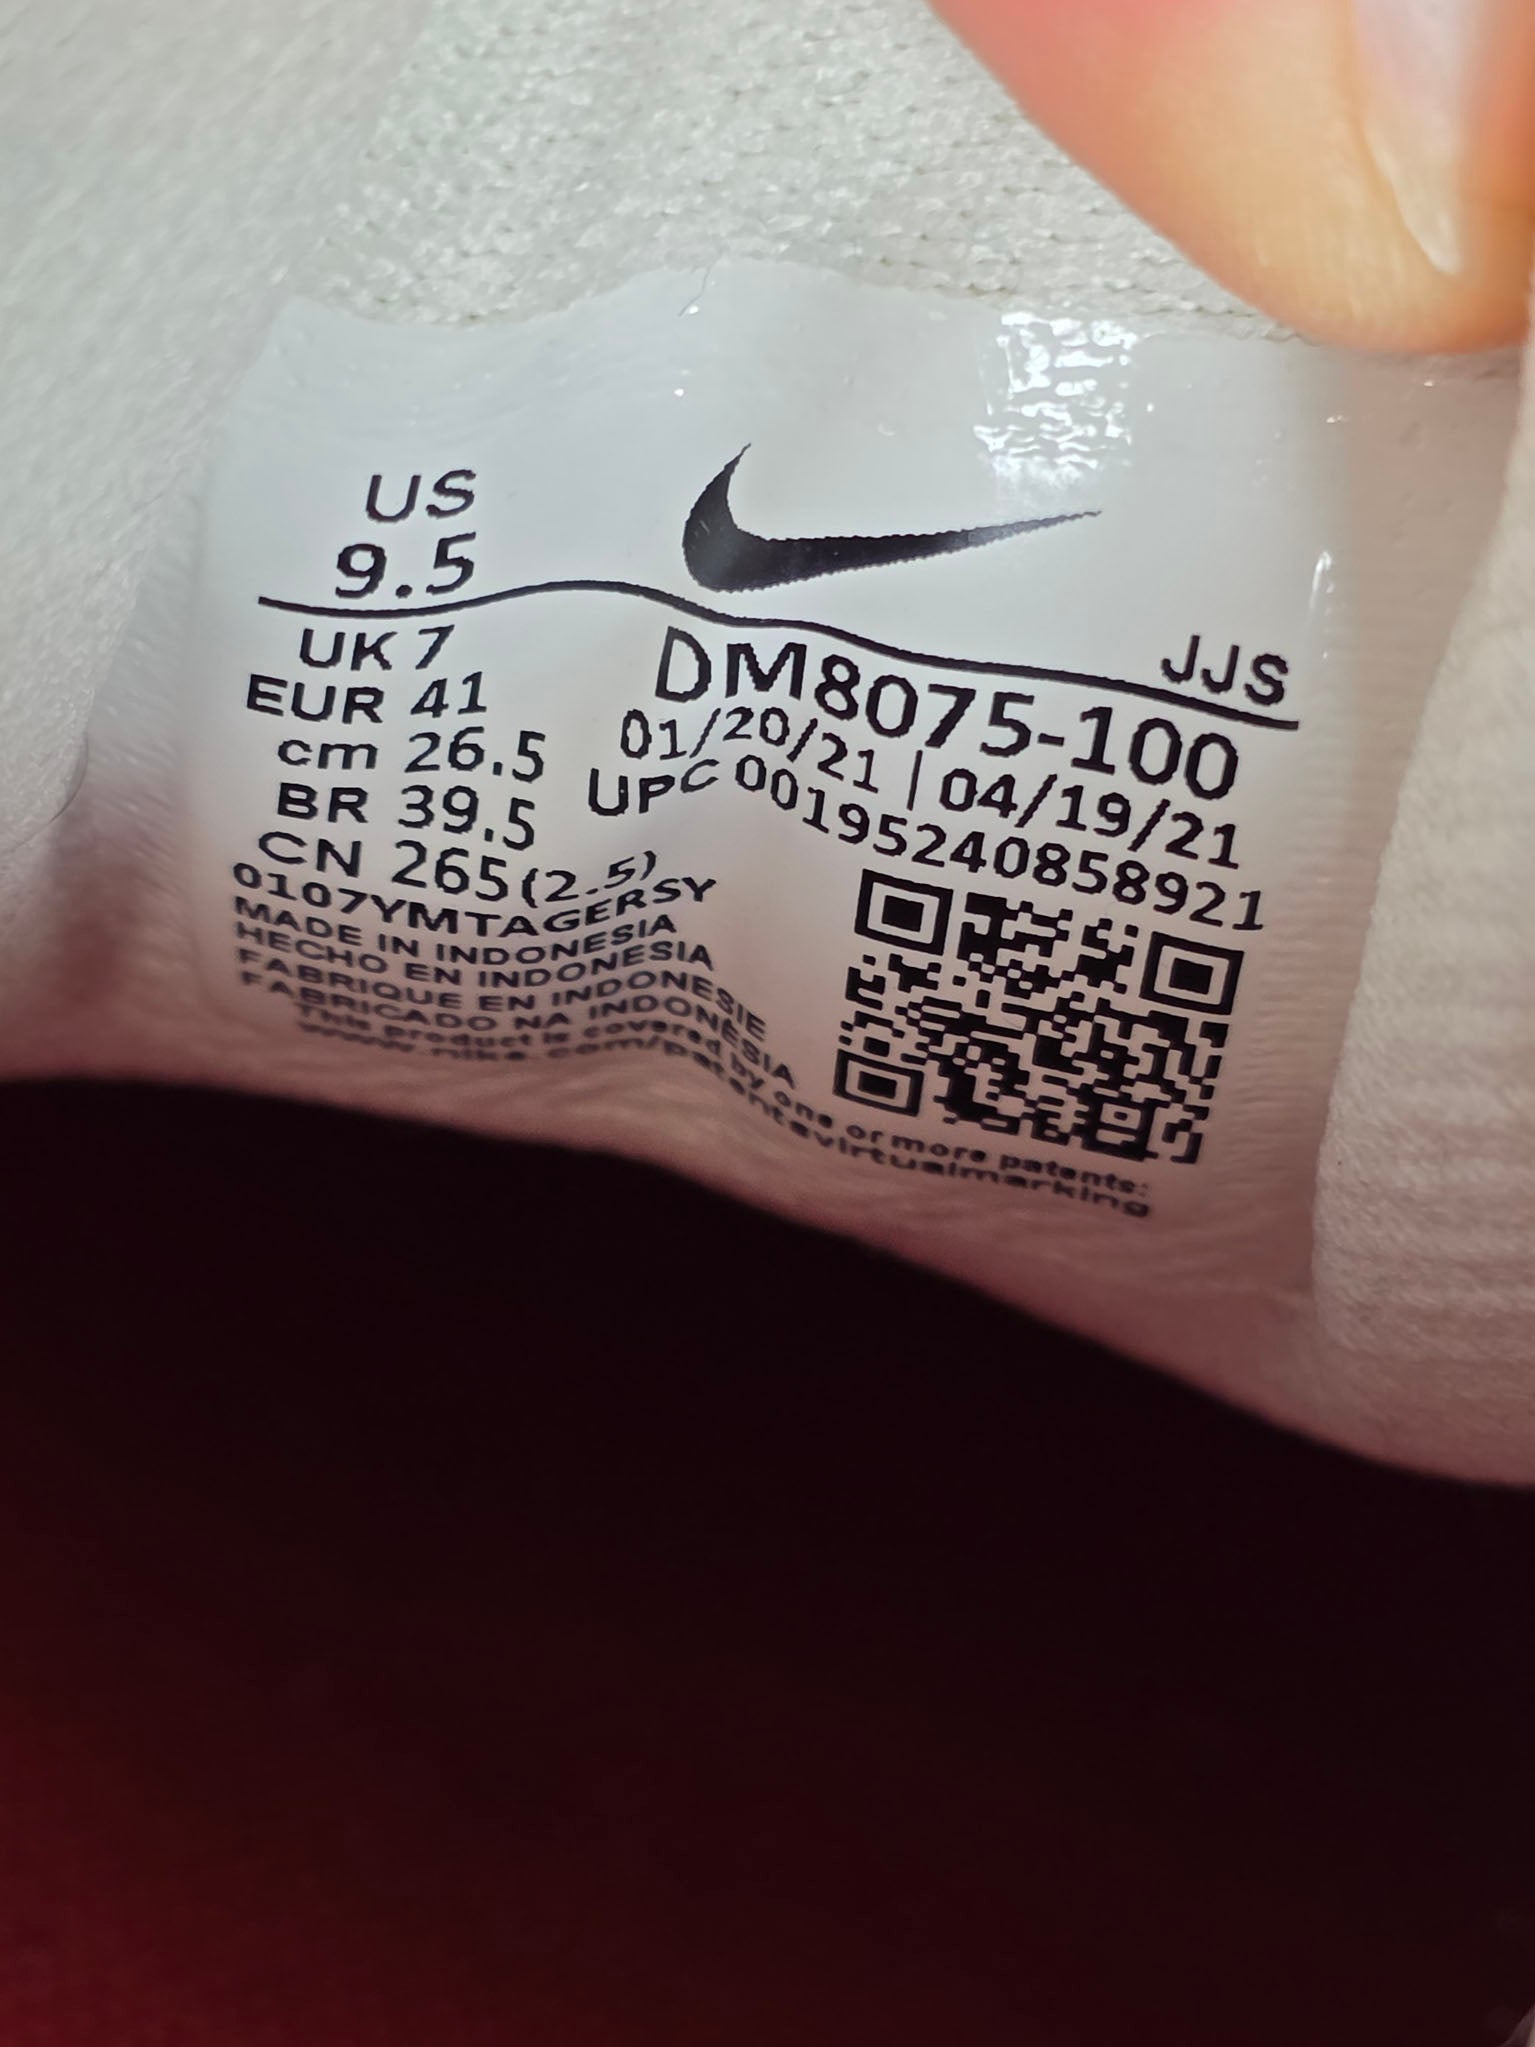 US
9.5
UK 7
EUR 41
cm 26.5
BR 39.5
CN 265(2.5)
0107YMTAGERSY
MADE IN INDONESIA
HECHO EN INDONESIA
FABRIQUE EN INDONESIE
FABRICADO NA INDONÉSIA
This product is covered by one or more patents:
www.nike.com/patentsvirtualmarking
JJS
DM8075-100
01/20/21 | 04/19/21
UPC 00195240858921